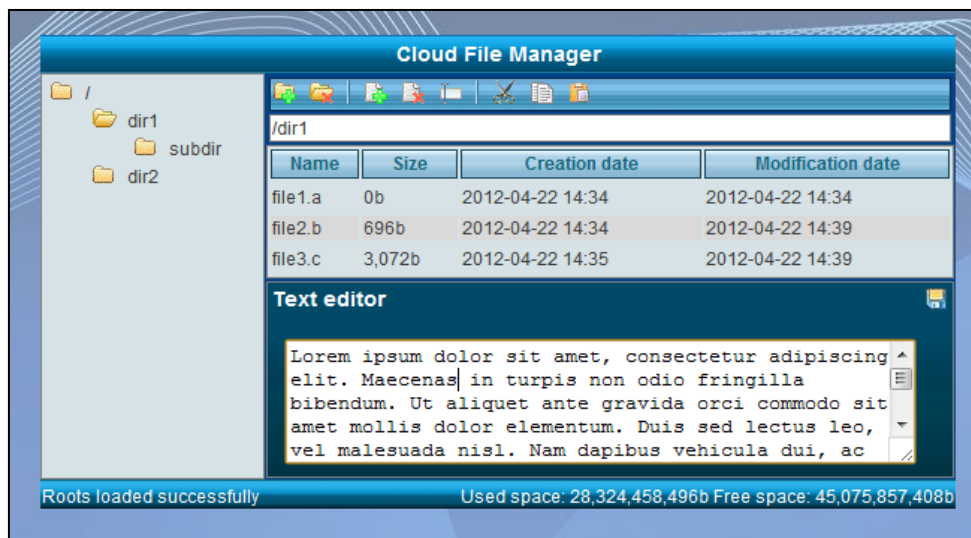 Cloud File Manager
/
dir1
subdir
dir2
/dir1
Name Size Creation date Modification date
file1.a 0b 2012-04-22 14:34 2012-04-22 14:34
file2.b 696b 2012-04-22 14:34 2012-04-22 14:39
file3.c 3,072b 2012-04-22 14:35 2012-04-22 14:39
Text editor
Lorem ipsum dolor sit amet, consectetur adipiscing
elit. Maecenas in turpis non odio fringilla
bibendum. Ut aliquet ante gravida orci commodo sit
amet mollis dolor elementum. Duis sed lectus leo,
vel malesuada nisl. Nam dapibus vehicula dui, ac
Roots loaded successfully Used space: 28,324,458,496b Free space: 45,075,857,408b